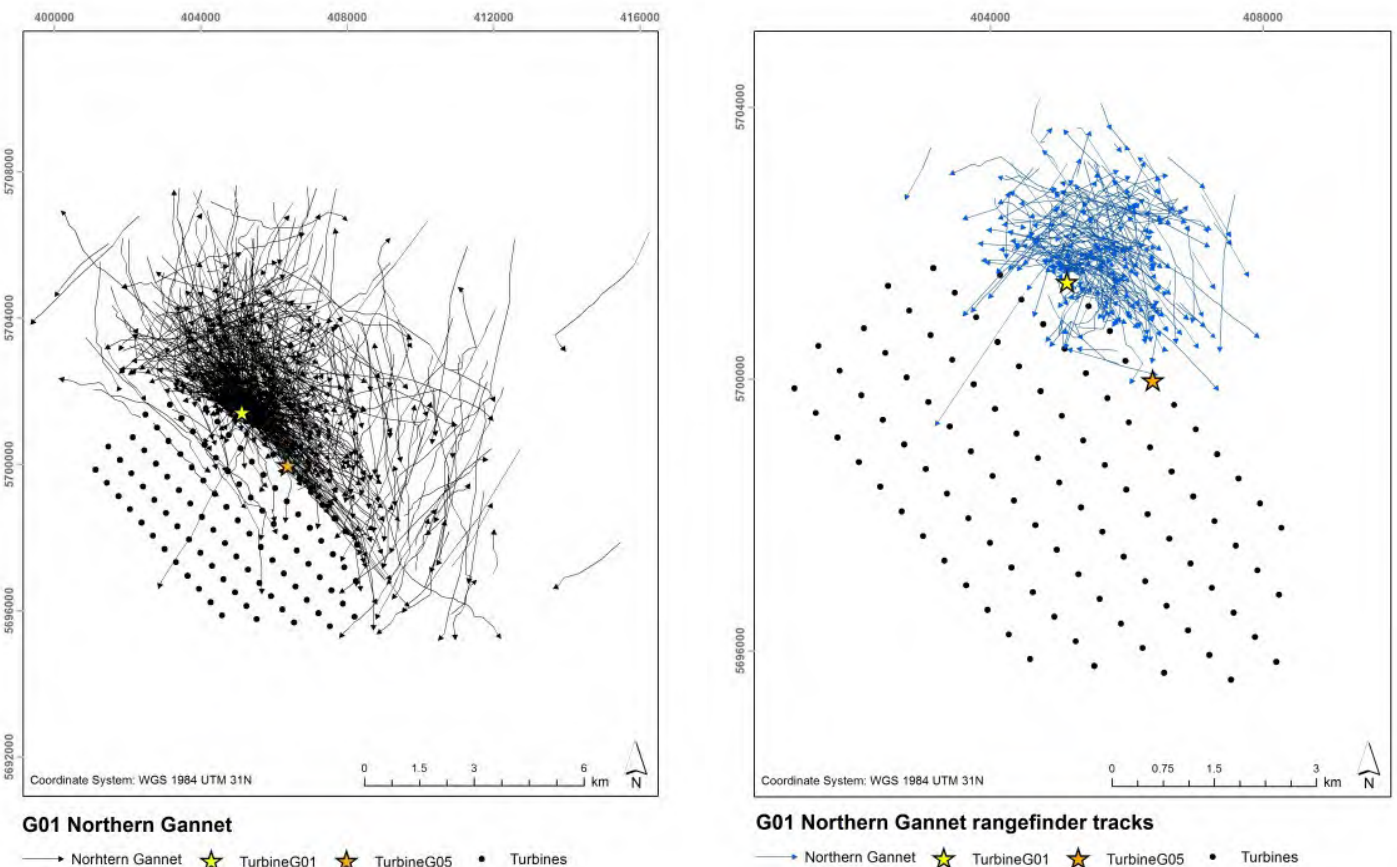 400000 404000 408000 412000 416000
5708000
5704000
5700000
5696000
5692000
Coordinate System: WGS 1984 UTM 31N
0 1.5 3 6
km
N
G01 Northern Gannet
Norhtern Gannet TurbineG01 TurbineG05 Turbines
404000 408000
5704000
5700000
5696000
Coordinate System: WGS 1984 UTM 31N
0 0.75 1.5 3
km
N
G01 Northern Gannet rangefinder tracks
Northern Gannet TurbineG01 TurbineG05 Turbines